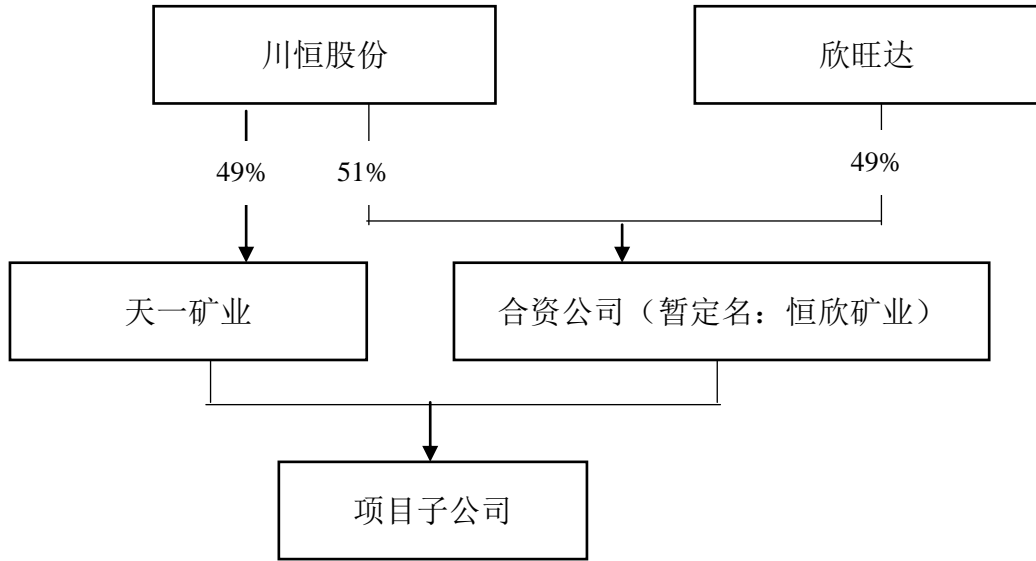 川恒股份
欣旺达
49%
51%
49%
天一矿业
合资公司（暂定名：恒欣矿业）
项目子公司